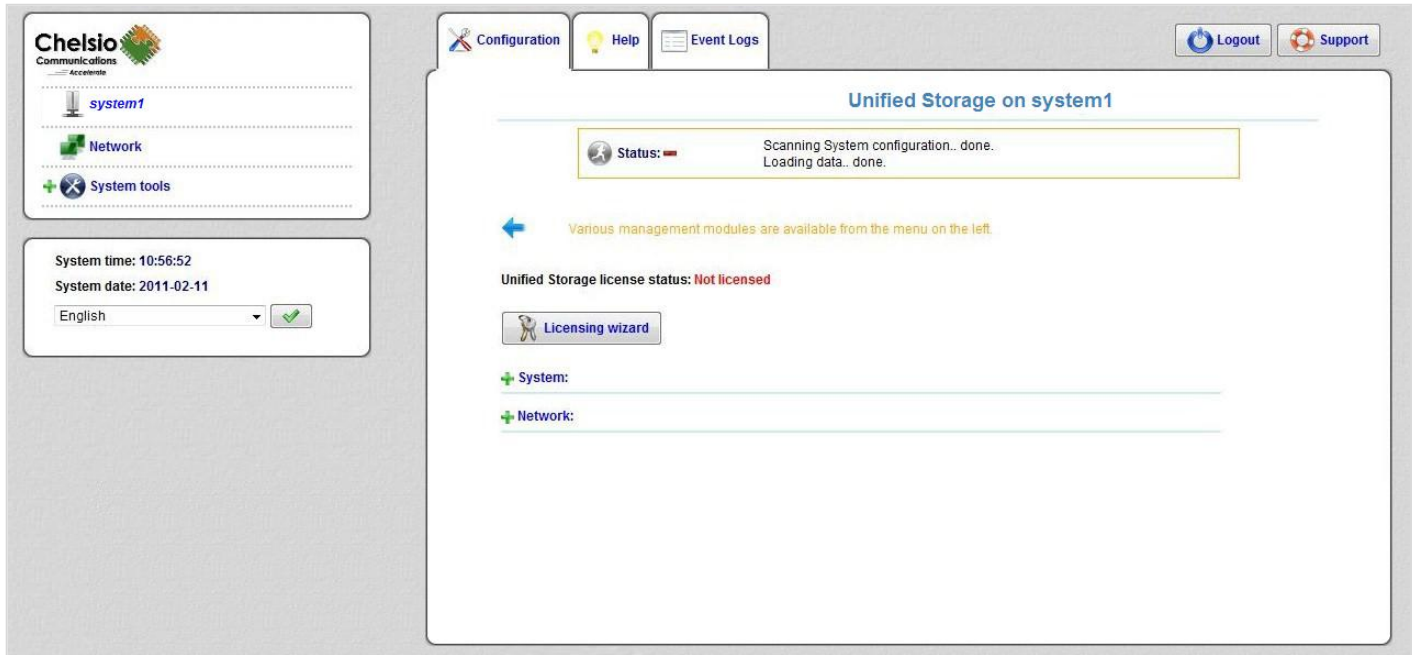 Chelsio
Communications
Accelerate
system1
Network
System tools
System time: 10:56:52
System date: 2011-02-11
English
Configuration
Help
Event Logs
Logout
Support
Unified Storage on system1
Status:
Scanning System configuration.. done.
Loading data.. done.
Various management modules are available from the menu on the left.
Unified Storage license status: Not licensed
Licensing wizard
System:
Network: